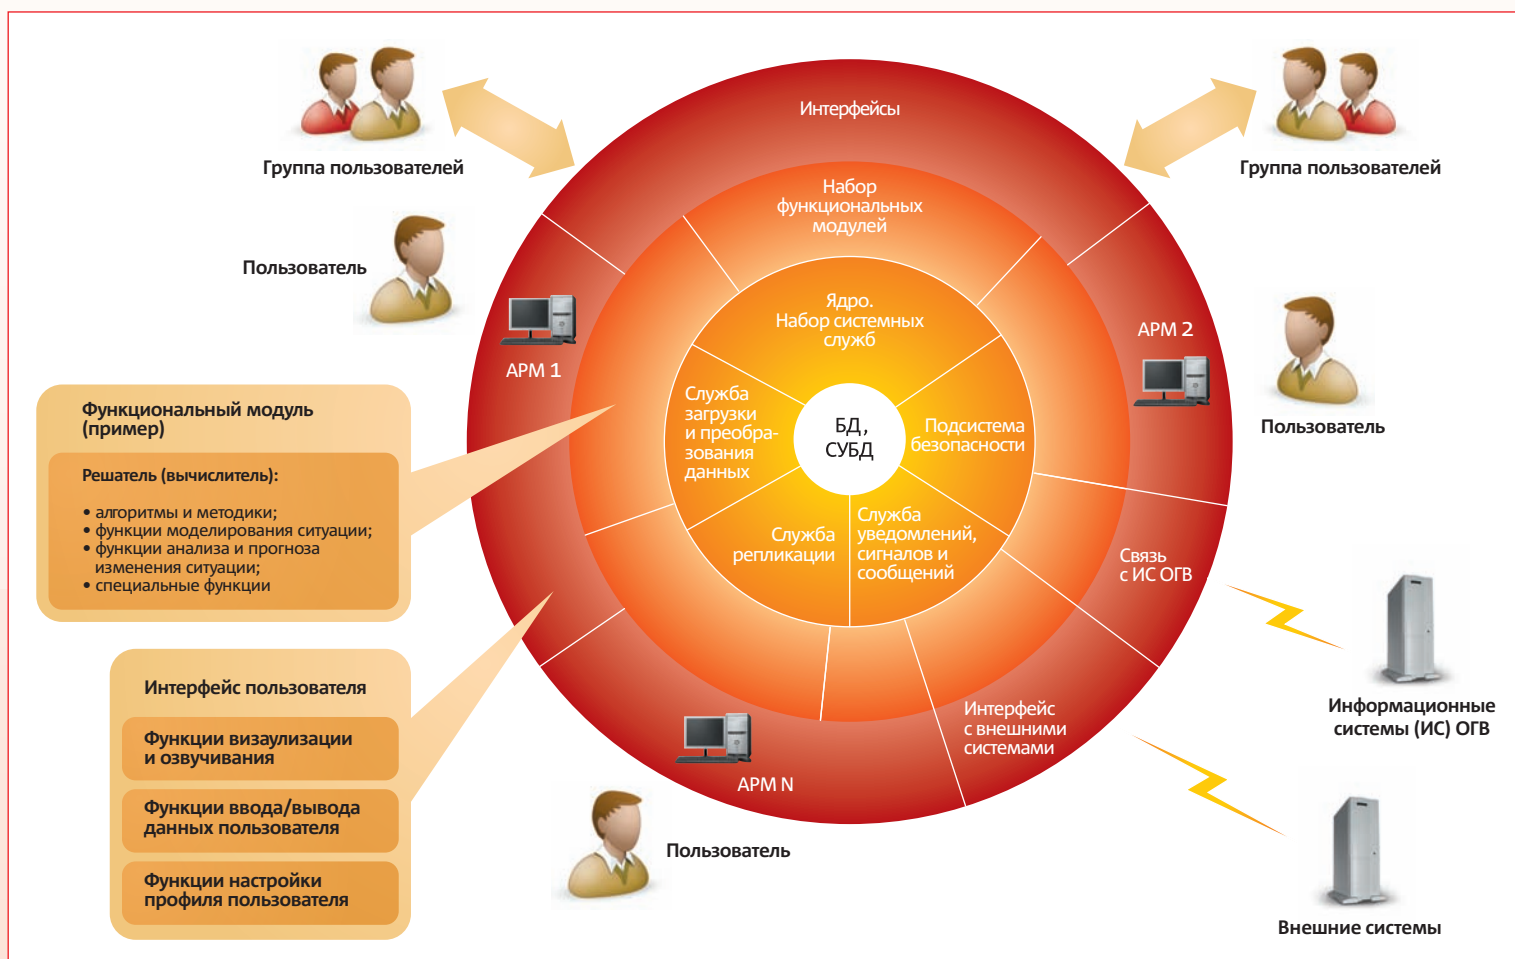 Группа пользователей
Группа пользователей
Интерфейсы
Набор
функциональных
модулей
Пользователь
Ядро.
Набор системных
служб
АРМ 1
АРМ 2
Пользователь
Служба
загрузки
и преобра-
зования
данных
БД,
СУБД
Подсистема
безопасности
Служба
репликации
Служба
уведомлений,
сигналов и
сообщений
Связь
с ИС ОГВ
Интерфейс
с внешними
системами
АРМ N
Пользователь
Функциональный модуль
(пример)
Решатель (вычислитель):
• алгоритмы и методики;
• функции моделирования ситуации;
• функции анализа и прогноза
изменения ситуации;
• специальные функции
Интерфейс пользователя
Функции визаулизации
и озвучивания
Функции ввода/вывода
данных пользователя
Функции настройки
профиля пользователя
Информационные
системы (ИС) ОГВ
Внешние системы